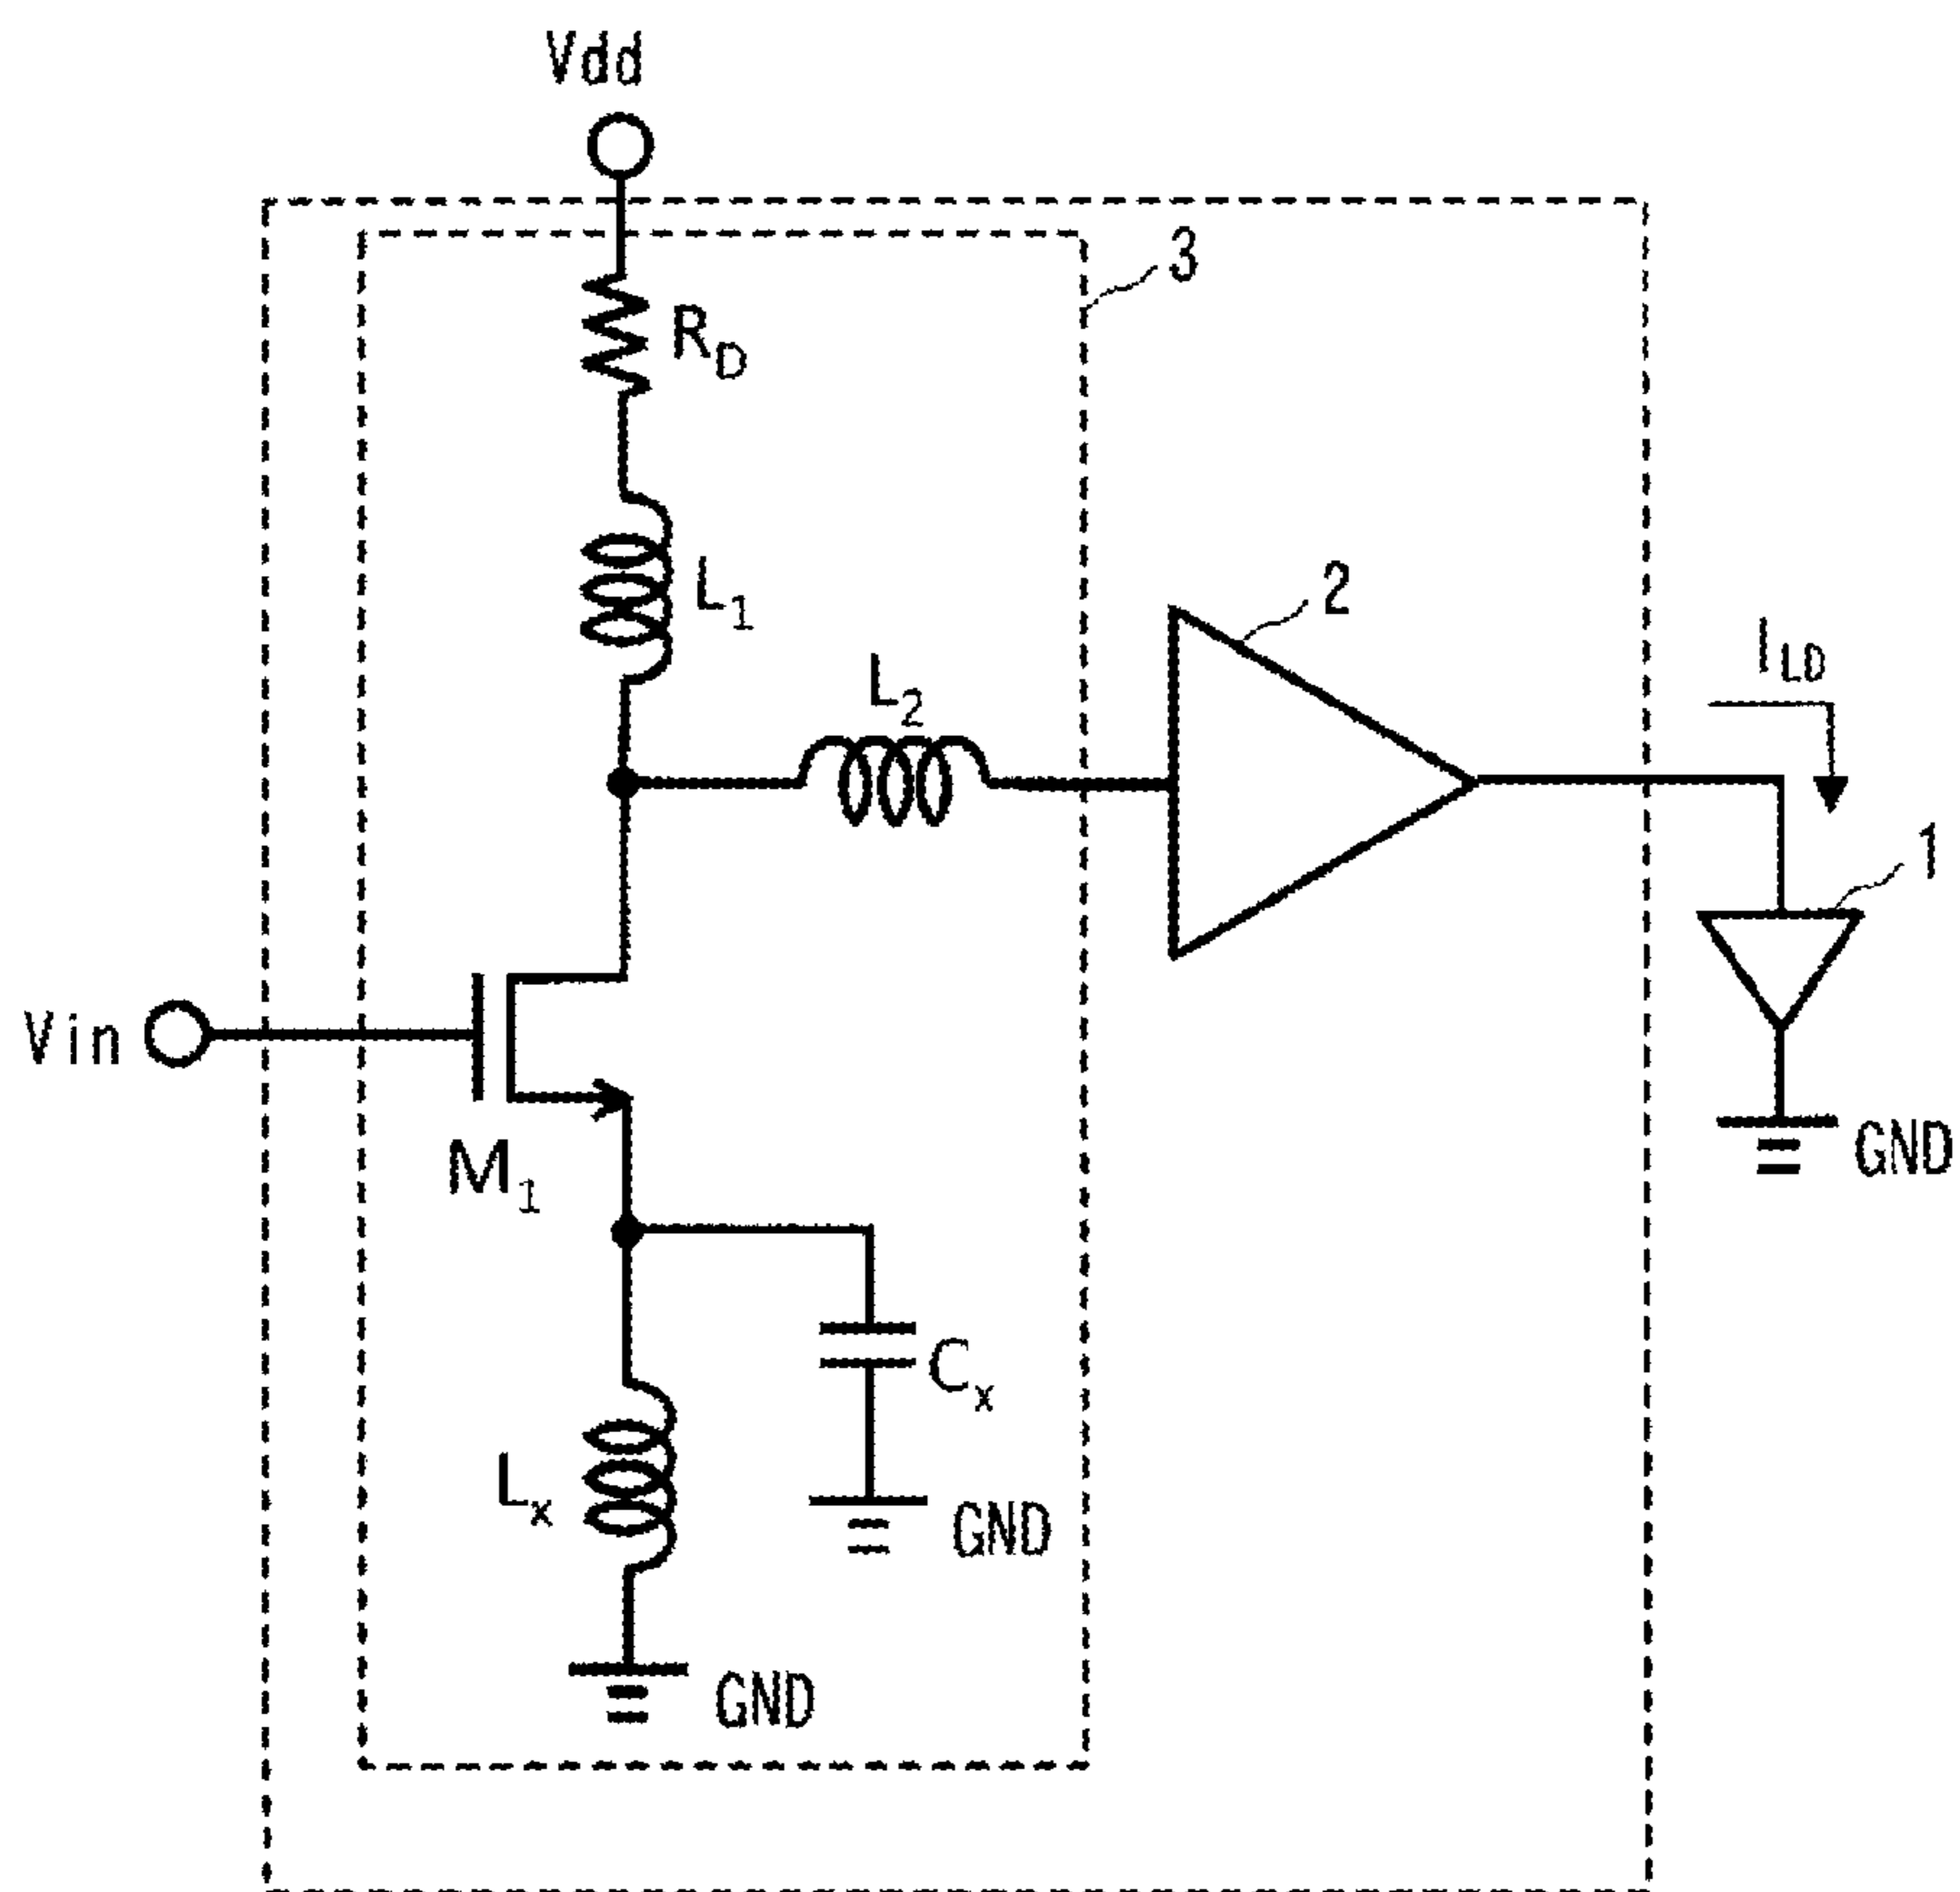 Vdd
3
R_D
L_1
2
L_2
I_LD
1
Vin
M_1
GND
C_x
L_x
GND
GND